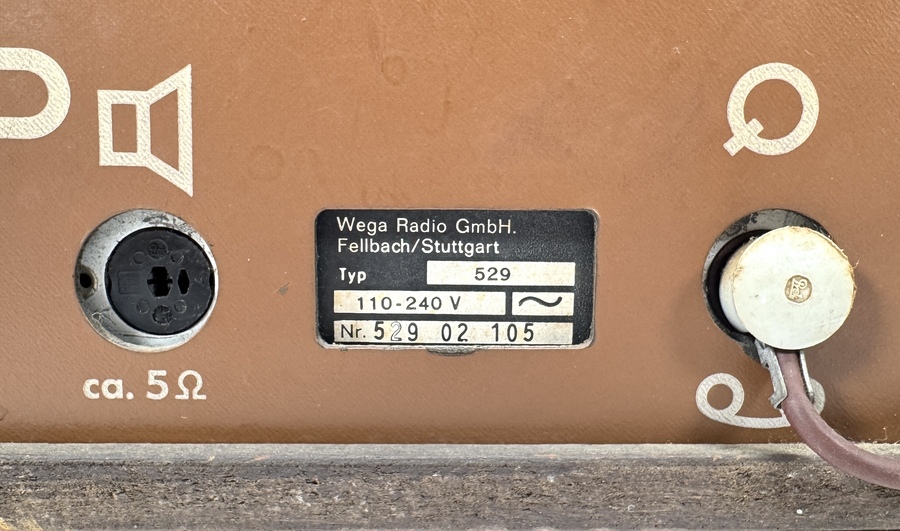 Wega Radio GmbH.
Fellbach/Stuttgart
Typ 529
110-240 V ~
Nr. 529 02 105
ca. 5 Ω